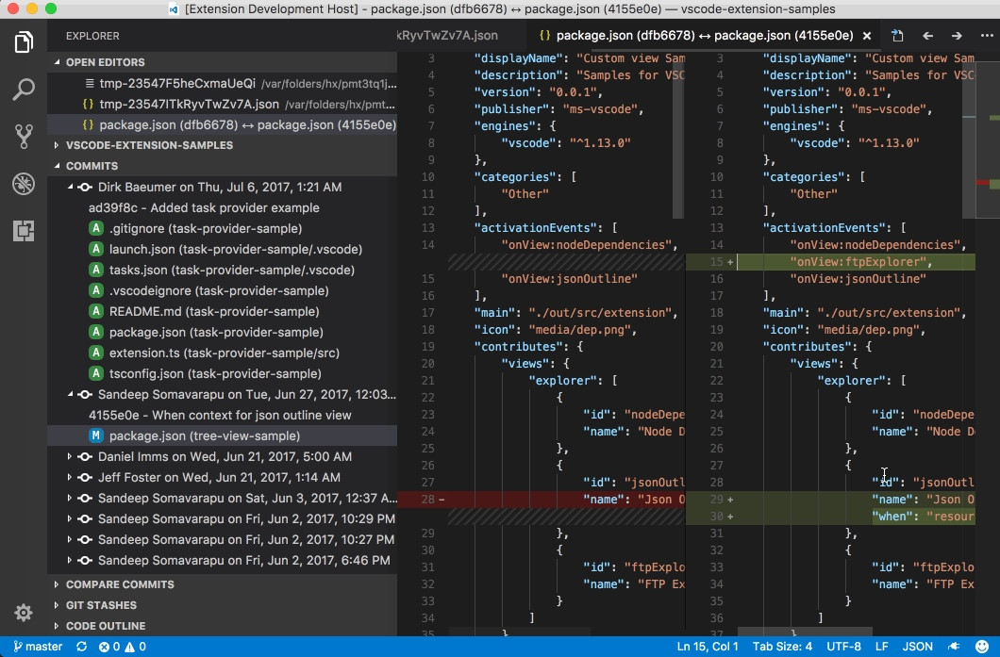 [Extension Development Host] - package.json (dfb6678) ↔ package.json (4155e0e) — vscode-extension-samples
EXPLORER
OPEN EDITORS
tmp-23547F5heCxmaUeQi /var/folders/hx/pmt3tq1j...
{} tmp-23547ITkRyvTwZv7A.json /var/folders/hx/pmt...
{} package.json (dfb6678) ↔ package.json (4155e0e)
VSCODE-EXTENSION-SAMPLES
COMMITS
Dirk Baeumer on Thu, Jul 6, 2017, 1:21 AM
ad39f8c - Added task provider example
A .gitignore (task-provider-sample)
A launch.json (task-provider-sample/.vscode)
A tasks.json (task-provider-sample/.vscode)
A .vscodeignore (task-provider-sample)
A README.md (task-provider-sample)
A package.json (task-provider-sample)
A extension.ts (task-provider-sample/src)
A tsconfig.json (task-provider-sample)
Sandeep Somavarapu on Tue, Jun 27, 2017, 12:03...
4155e0e - When context for json outline view
M package.json (tree-view-sample)
Daniel Imms on Wed, Jun 21, 2017, 5:00 AM
Jeff Foster on Wed, Jun 21, 2017, 1:14 AM
Sandeep Somavarapu on Sat, Jun 3, 2017, 12:37 A...
Sandeep Somavarapu on Fri, Jun 2, 2017, 10:29 PM
Sandeep Somavarapu on Fri, Jun 2, 2017, 10:27 PM
Sandeep Somavarapu on Fri, Jun 2, 2017, 6:46 PM
COMPARE COMMITS
GIT STASHES
CODE OUTLINE
kRyvTwZv7A.json
{} package.json (dfb6678) ↔ package.json (4155e0e) ×
3 "displayName": "Custom view Sam
4 "description": "Samples for VSC
5 "version": "0.0.1",
6 "publisher": "ms-vscode",
7 "engines": {
8 "vscode": "^1.13.0"
9 },
10 "categories": [
11 "Other"
12 ],
13 "activationEvents": [
14 "onView:nodeDependencies",
15 "onView:jsonOutline"
16 ],
17 "main": "./out/src/extension",
18 "icon": "media/dep.png",
19 "contributes": {
20 "views": {
21 "explorer": [
22 {
23 "id": "nodeDepe
24 "name": "Node D
25 },
26 {
27 "id": "jsonOutl
28 - "name": "Json O
29 },
30 {
31 "id": "ftpExplo
32 "name": "FTP Ex
33 }
34 ]
35 }
3 "displayName": "Custom view Sam
4 "description": "Samples for VSC
5 "version": "0.0.1",
6 "publisher": "ms-vscode",
7 "engines": {
8 "vscode": "^1.13.0"
9 },
10 "categories": [
11 "Other"
12 ],
13 "activationEvents": [
14 "onView:nodeDependencies",
15 + "onView:ftpExplorer",
16 "onView:jsonOutline"
17 ],
18 "main": "./out/src/extension",
19 "icon": "media/dep.png",
20 "contributes": {
21 "views": {
22 "explorer": [
23 {
24 "id": "nodeDepe
25 "name": "Node D
26 },
27 {
28 "id": "jsonOutl
29 + "name": "Json O
30 + "when": "resour
31 },
32 {
33 "id": "ftpExplo
34 "name": "FTP Ex
35 }
36 ]
37 }
master 0 0 Ln 15, Col 1 Tab Size: 4 UTF-8 LF JSON